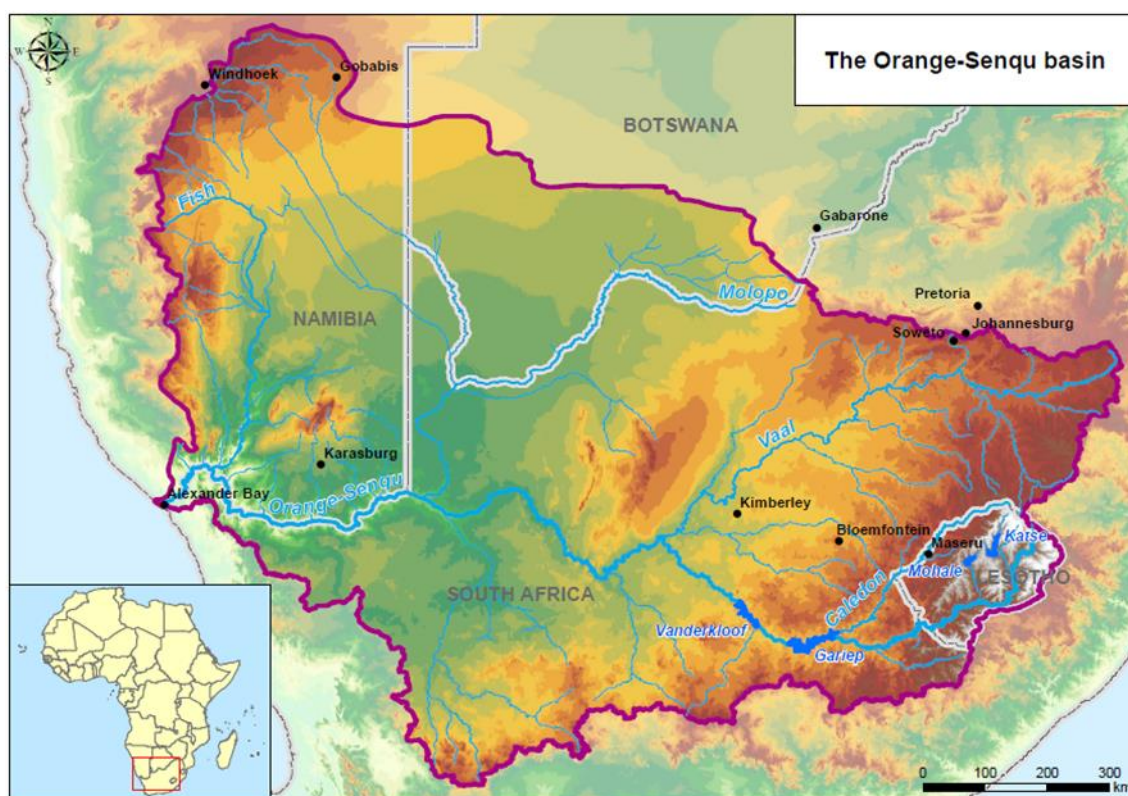 The Orange-Senqu basin
N
W
E
S
Windhoek
Gobabis
BOTSWANA
Fish
Gabarone
Molopo
Pretoria
NAMIBIA
Johannesburg
Soweto
Karasburg
Vaal
Alexander Bay
Orange-Senqu
Kimberley
Bloemfontein
Katse
Maseru
Mohale
LESOTHO
SOUTH AFRICA
Caledon
Vanderkloof
Gariep
0 100 200 300
km